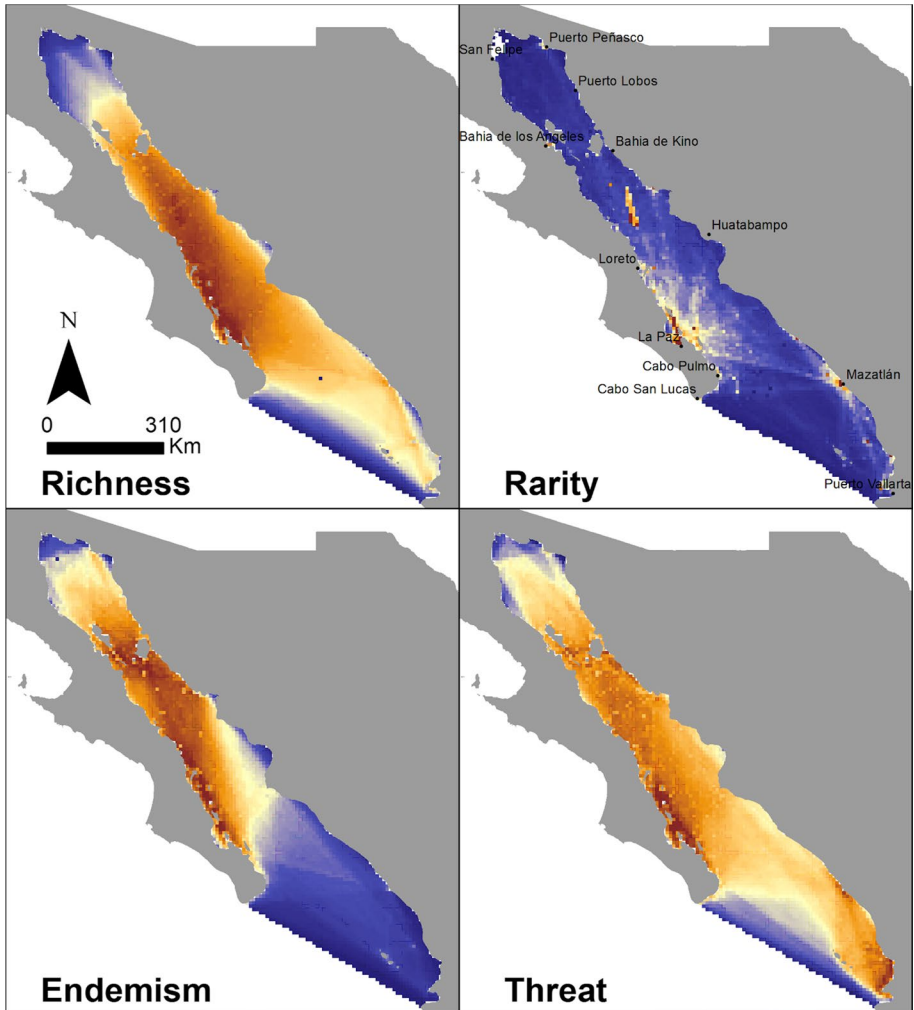 San Felipe
Puerto Peñasco
Puerto Lobos
Bahia de los Angeles
Bahia de Kino
Huatabampo
Loreto
La Paz
Cabo Pulmo
Mazatlán
Cabo San Lucas
Puerto Vallarta
N
0 310
Km
Richness
Rarity
Endemism
Threat